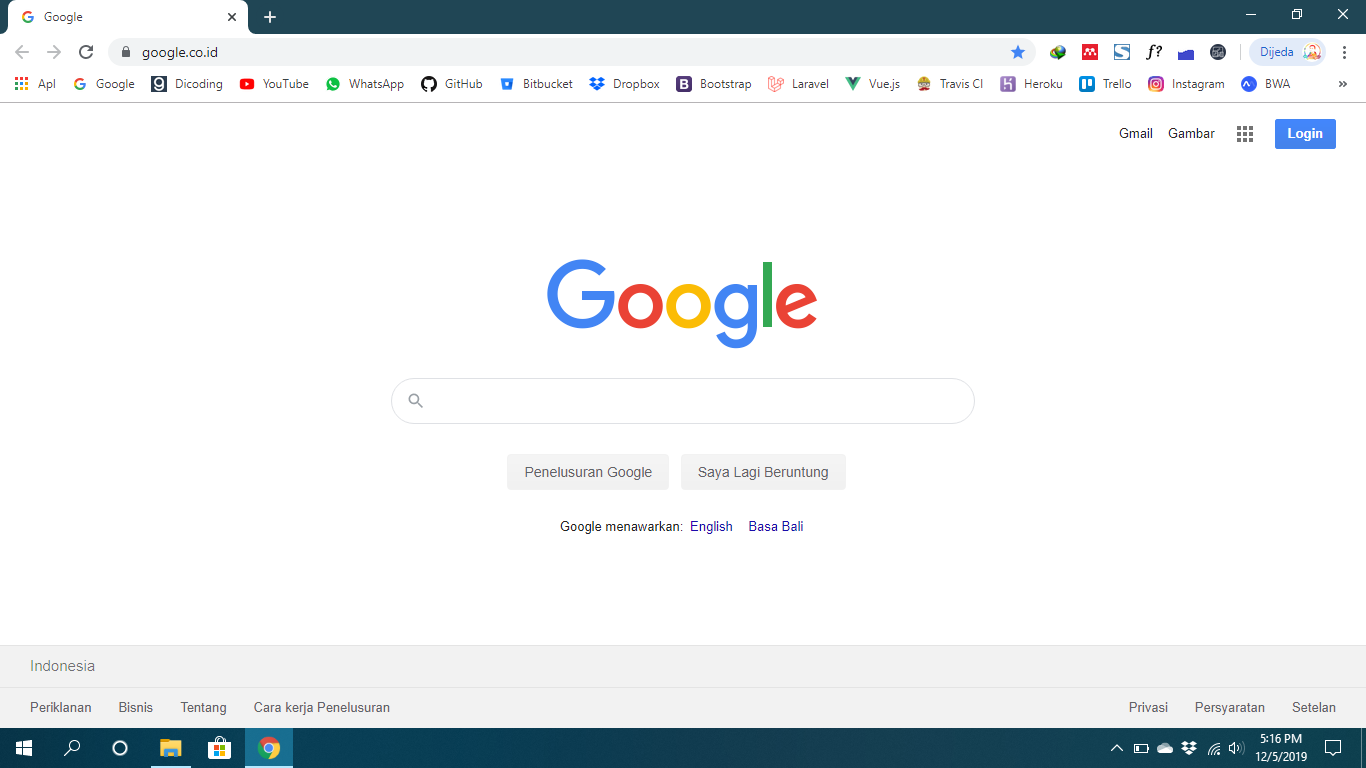 Google
google.co.id
f?
Dijeda
Apl Google Dicoding YouTube WhatsApp GitHub Bitbucket Dropbox Bootstrap Laravel Vue.js Travis CI Heroku Trello Instagram BWA »
Gmail Gambar Login
Google
Penelusuran Google Saya Lagi Beruntung
Google menawarkan: English Basa Bali
Indonesia
Periklanan Bisnis Tentang Cara kerja Penelusuran Privasi Persyaratan Setelan
5:16 PM
12/5/2019